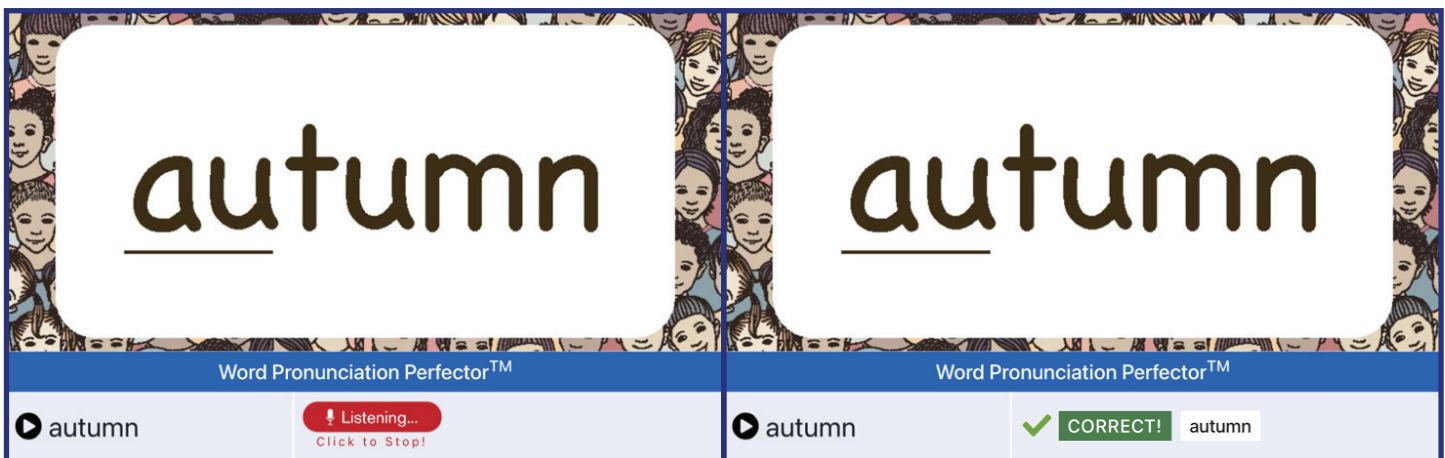 autumn
Word Pronunciation Perfector™
autumn
Listening...
Click to Stop!
autumn
Word Pronunciation Perfector™
autumn
CORRECT! autumn